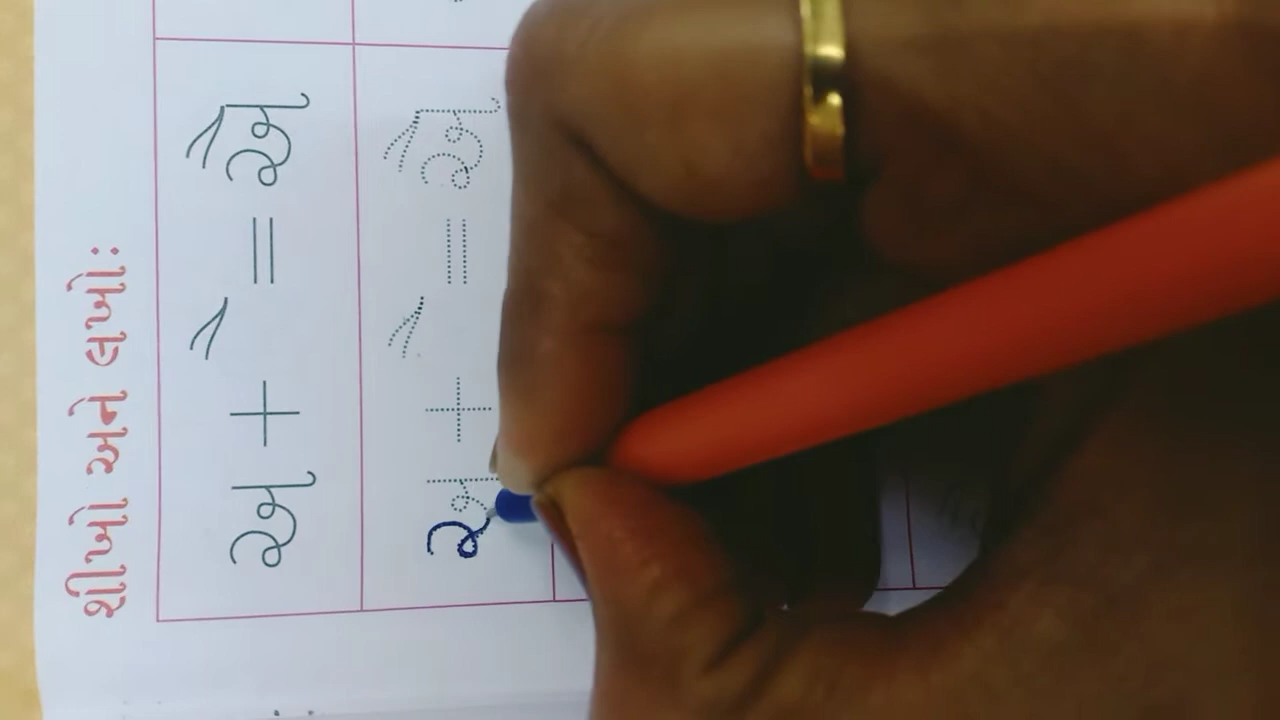 શીખો અને લખો:
અ + ૈ = ઐ
અ + ૈ = ઐ